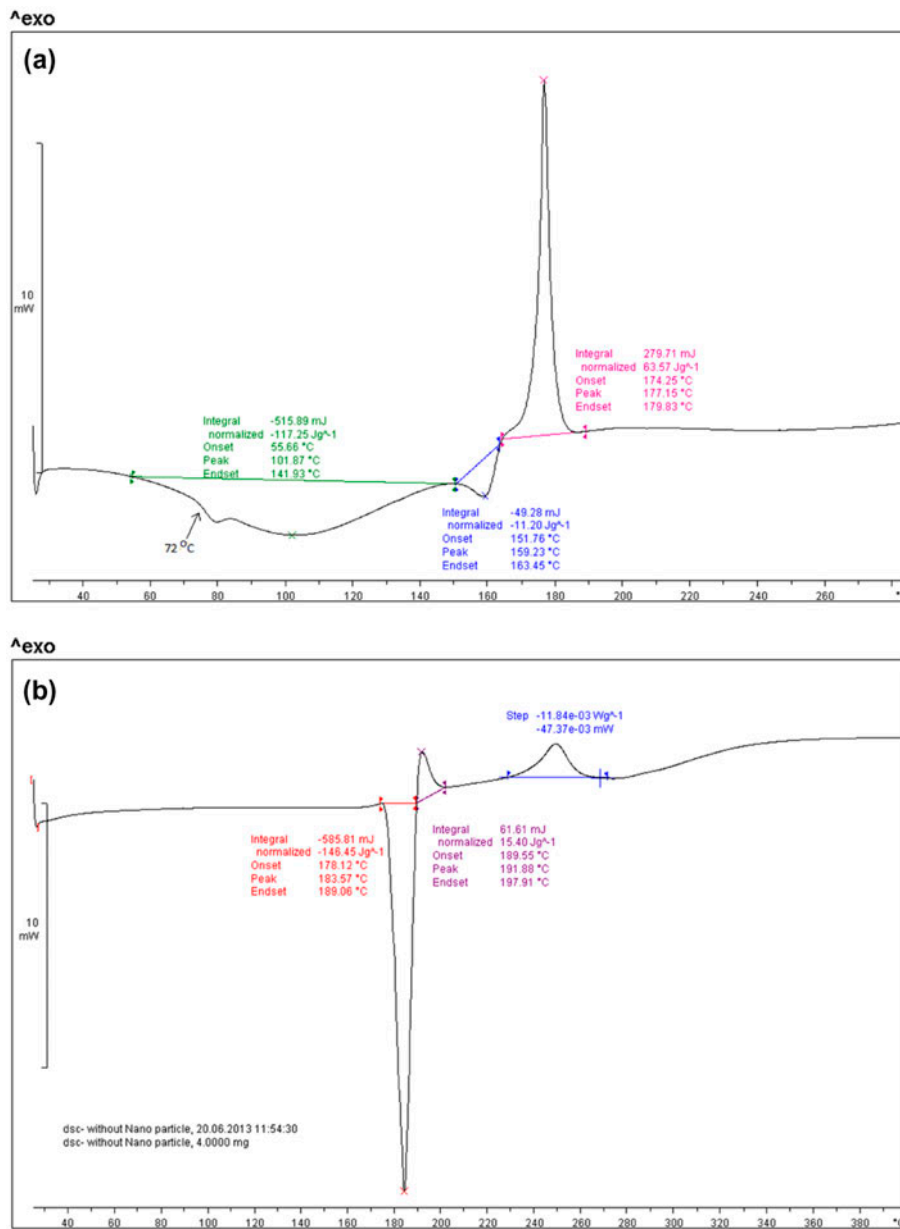 ^exo
(a)
10
mW
Integral 279.71 mJ
normalized 63.57 Jg^-1
Onset 174.25 °C
Peak 177.15 °C
Endset 179.83 °C
Integral -515.89 mJ
normalized -117.25 Jg^-1
Onset 55.66 °C
Peak 101.87 °C
Endset 141.93 °C
72 °C
Integral -49.28 mJ
normalized -11.20 Jg^-1
Onset 151.76 °C
Peak 159.23 °C
Endset 163.45 °C
40 60 80 100 120 140 160 180 200 220 240 260
^exo
(b)
Step -11.84e-03 Wg^-1
-47.37e-03 mW
Integral -585.81 mJ
normalized -146.45 Jg^-1
Onset 178.12 °C
Peak 183.57 °C
Endset 189.06 °C
Integral 61.61 mJ
normalized 15.40 Jg^-1
Onset 189.55 °C
Peak 191.88 °C
Endset 197.91 °C
10
mW
dsc- without Nano particle, 20.06.2013 11:54:30
dsc- without Nano particle, 4.0000 mg
40 60 80 100 120 140 160 180 200 220 240 260 280 300 320 340 360 380